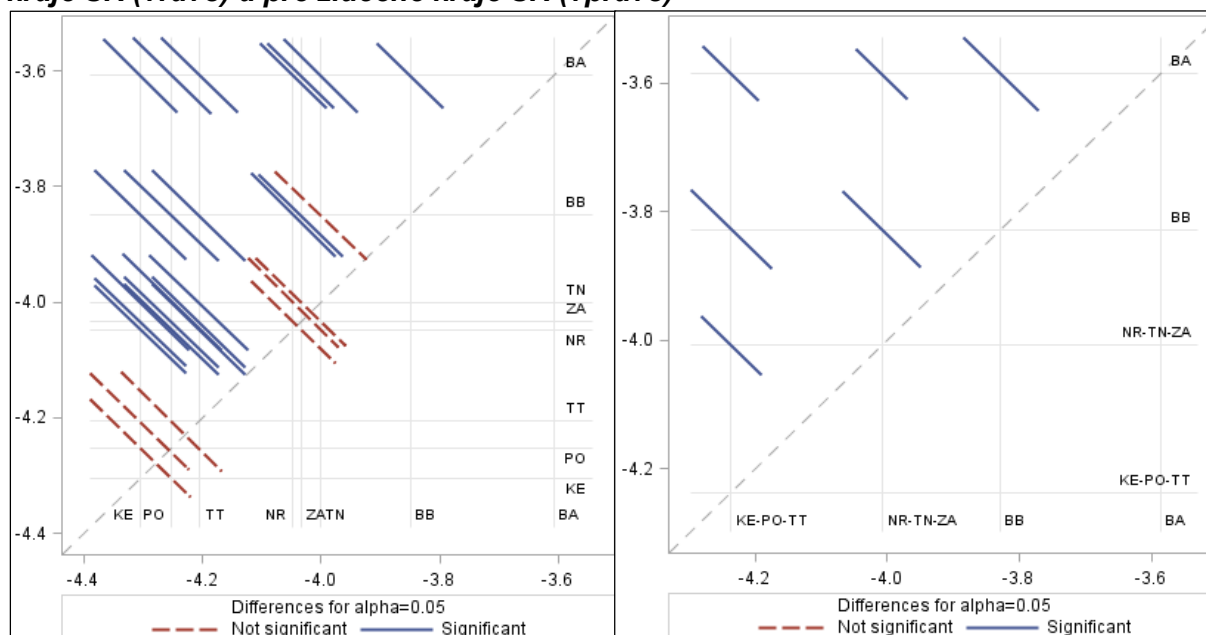 kraje SR (vľavo) a pre zlúčené kraje SR (vpravo)
-3.6
-3.8
-4.0
-4.2
-4.4
BA
BB
TN
ZA
NR
TT
PO
KE
KE PO TT NR ZATN BB BA
-4.4 -4.2 -4.0 -3.8 -3.6
Differences for alpha=0.05
Not significant Significant
-3.6
-3.8
-4.0
-4.2
BA
BB
NR-TN-ZA
KE-PO-TT
KE-PO-TT NR-TN-ZA BB BA
-4.2 -4.0 -3.8 -3.6
Differences for alpha=0.05
Not significant Significant